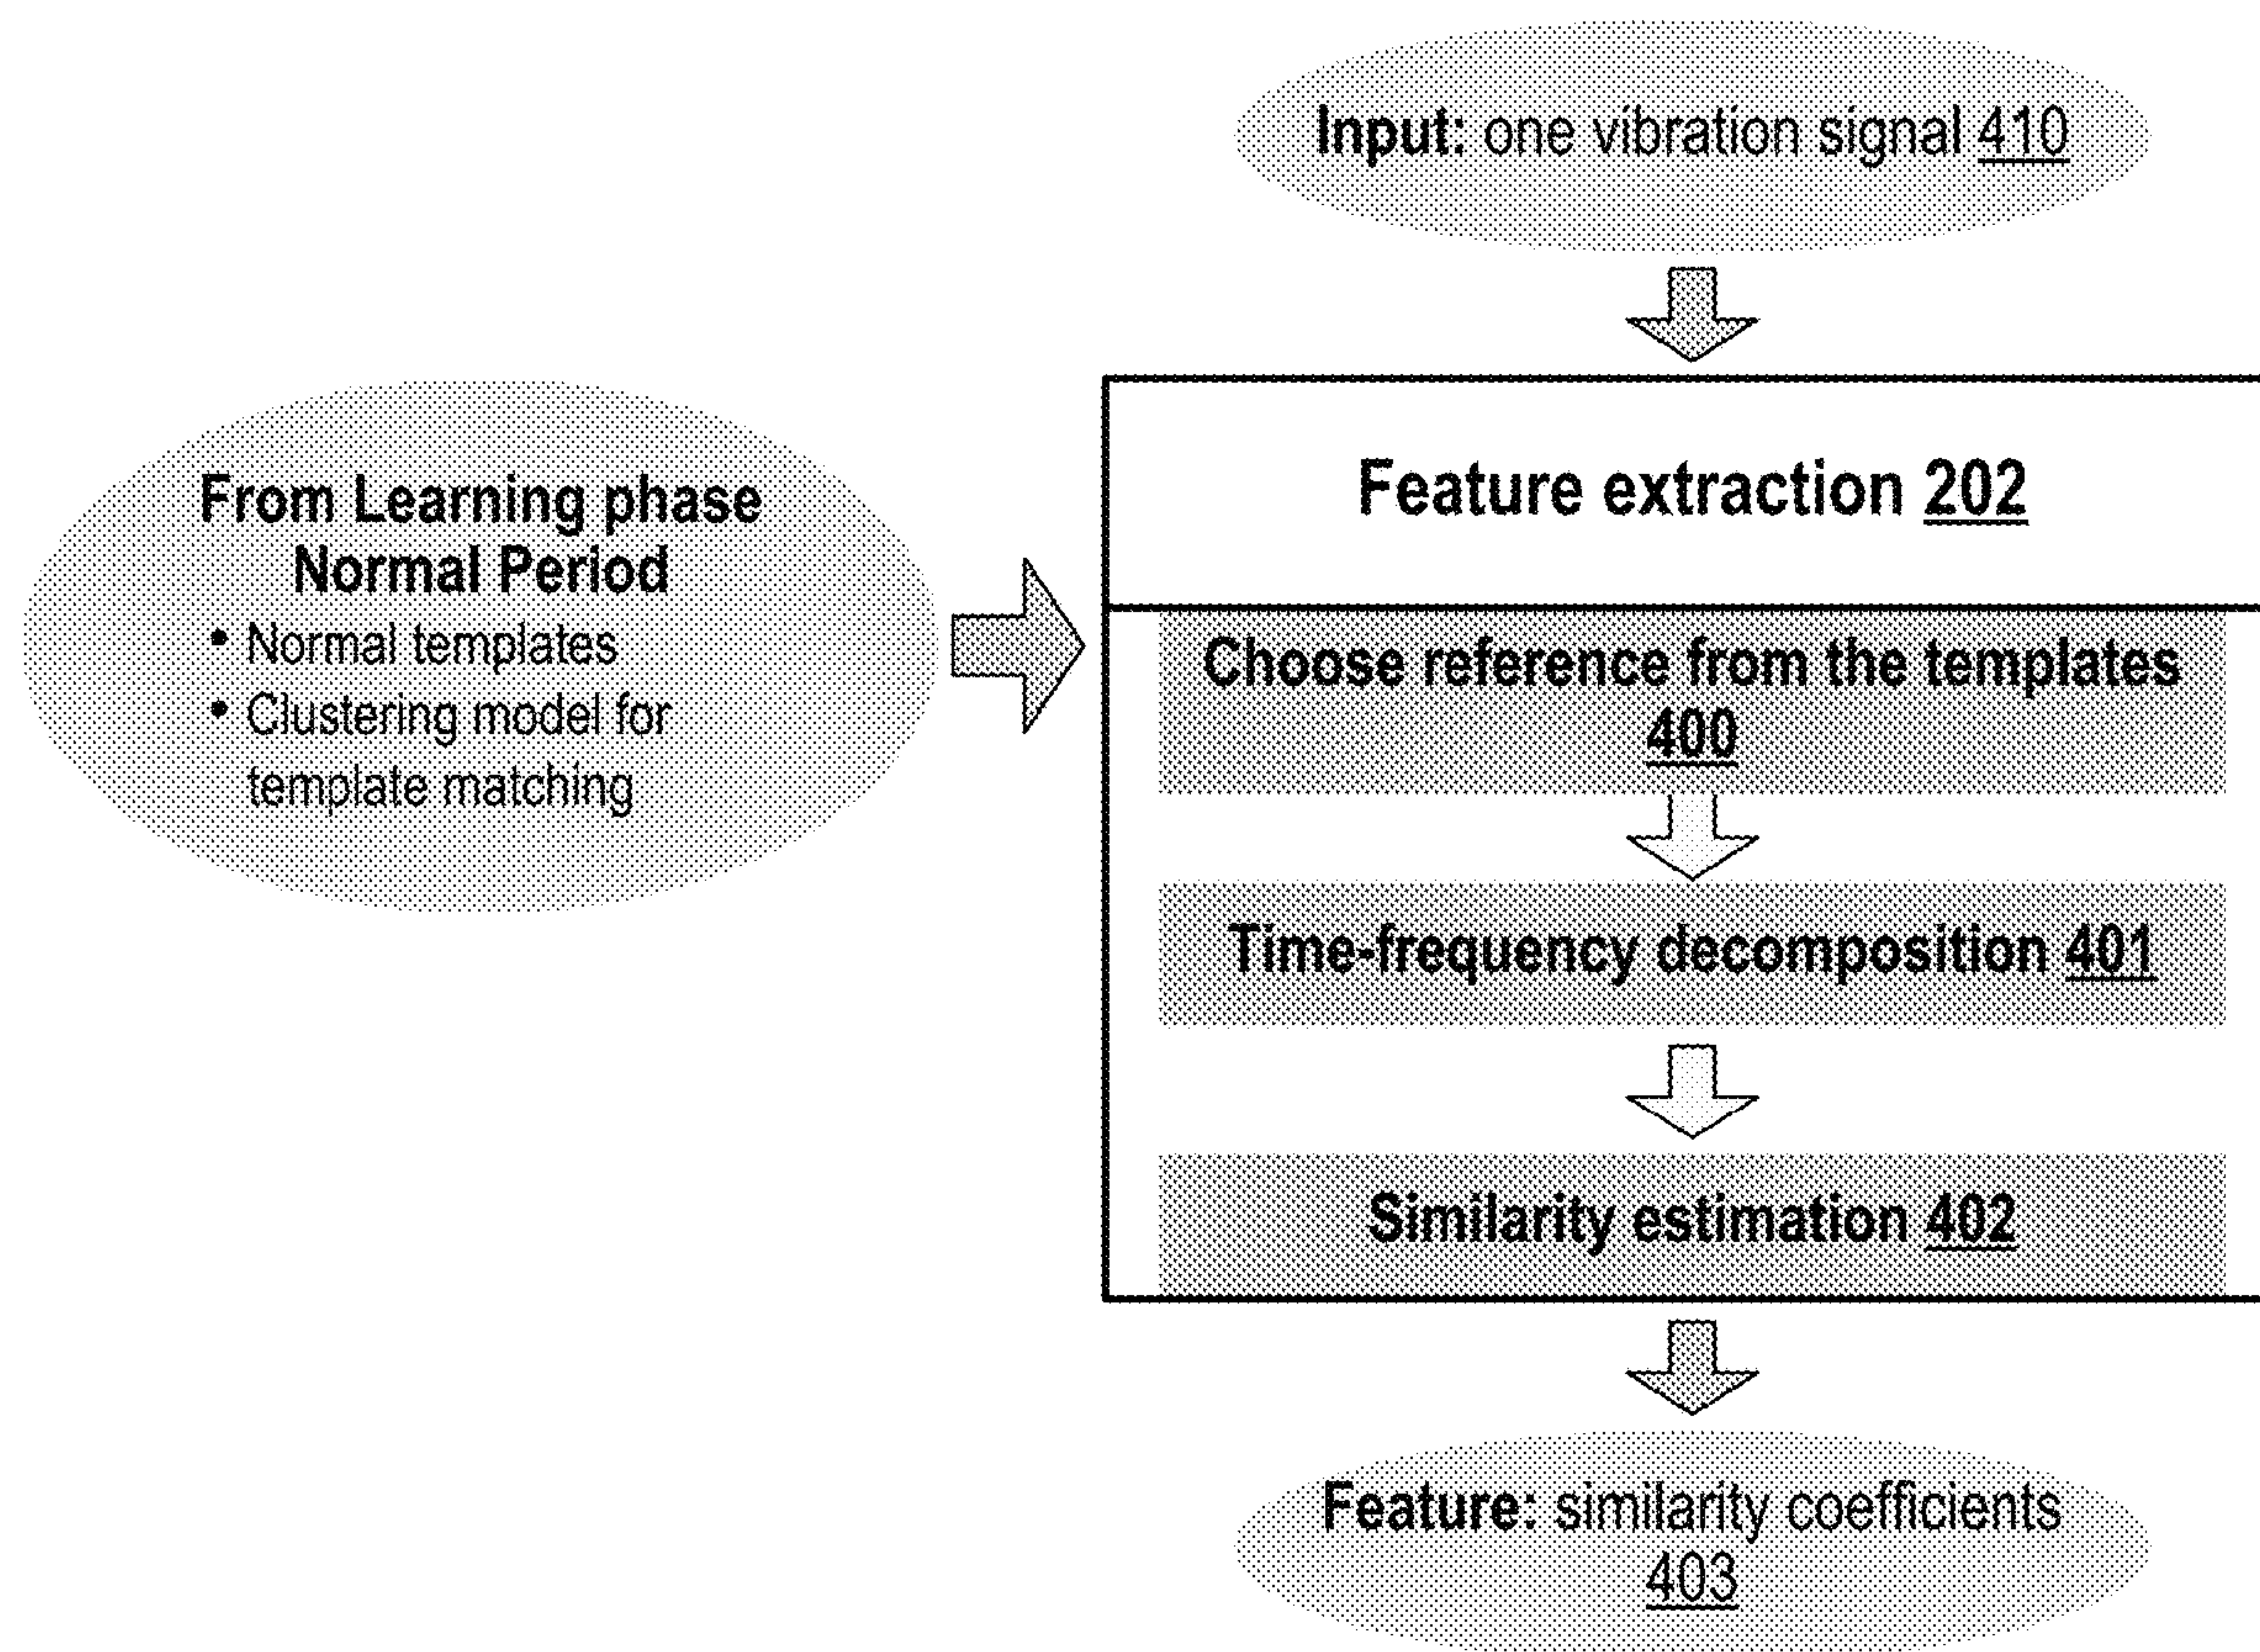 Input: one vibration signal 410
From Learning phase
Normal Period
• Normal templates
• Clustering model for
template matching
Feature extraction 202
Choose reference from the templates
400
Time-frequency decomposition 401
Similarity estimation 402
Feature: similarity coefficients
403